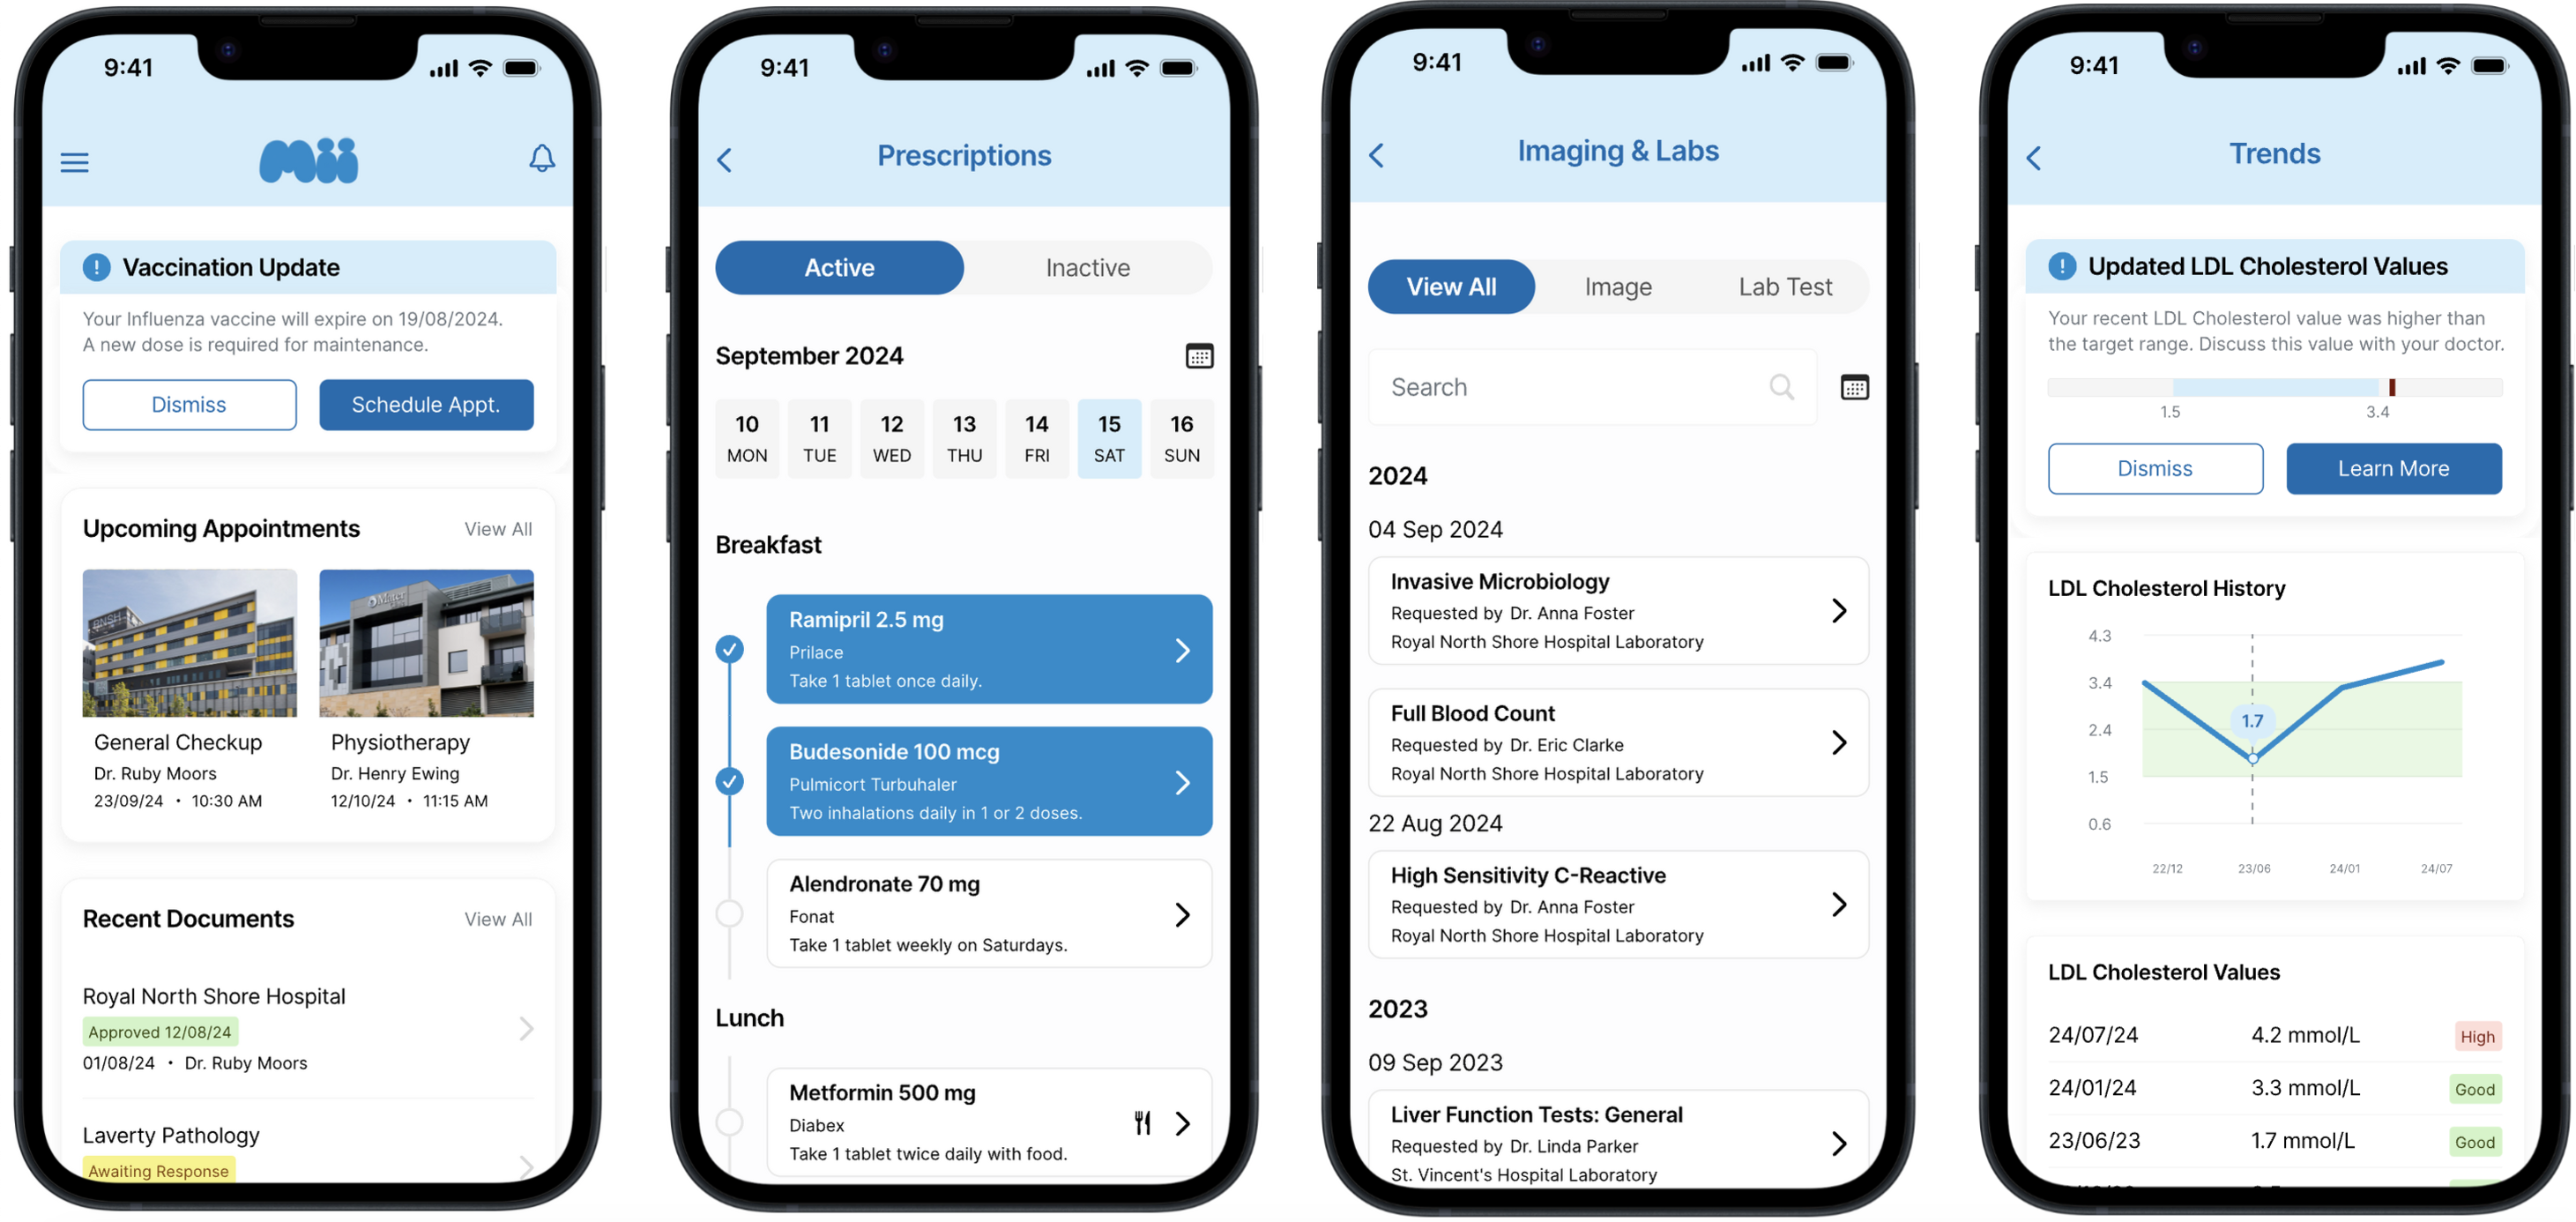 9:41
Mii
Vaccination Update
Your Influenza vaccine will expire on 19/08/2024.
A new dose is required for maintenance.
Dismiss
Schedule Appt.
Upcoming Appointments
View All
RNSH
Mater
General Checkup
Dr. Ruby Moors
23/09/24 • 10:30 AM
Physiotherapy
Dr. Henry Ewing
12/10/24 • 11:15 AM
Recent Documents
View All
Royal North Shore Hospital
Approved 12/08/24
01/08/24 • Dr. Ruby Moors
Laverty Pathology
Awaiting Response
9:41
Prescriptions
Active
Inactive
September 2024
10 11 12 13 14 15 16
MON TUE WED THU FRI SAT SUN
Breakfast
Ramipril 2.5 mg
Prilace
Take 1 tablet once daily.
Budesonide 100 mcg
Pulmicort Turbuhaler
Two inhalations daily in 1 or 2 doses.
Alendronate 70 mg
Fonat
Take 1 tablet weekly on Saturdays.
Lunch
Metformin 500 mg
Diabex
Take 1 tablet twice daily with food.
9:41
Imaging & Labs
View All
Image
Lab Test
Search
2024
04 Sep 2024
Invasive Microbiology
Requested by Dr. Anna Foster
Royal North Shore Hospital Laboratory
Full Blood Count
Requested by Dr. Eric Clarke
Royal North Shore Hospital Laboratory
22 Aug 2024
High Sensitivity C-Reactive
Requested by Dr. Anna Foster
Royal North Shore Hospital Laboratory
2023
09 Sep 2023
Liver Function Tests: General
Requested by Dr. Linda Parker
St. Vincent's Hospital Laboratory
9:41
Trends
Updated LDL Cholesterol Values
Your recent LDL Cholesterol value was higher than
the target range. Discuss this value with your doctor.
1.5 3.4
Dismiss
Learn More
LDL Cholesterol History
4.3
3.4
1.7
2.4
1.5
0.6
22/12 23/06 24/01 24/07
LDL Cholesterol Values
24/07/24 4.2 mmol/L High
24/01/24 3.3 mmol/L Good
23/06/23 1.7 mmol/L Good